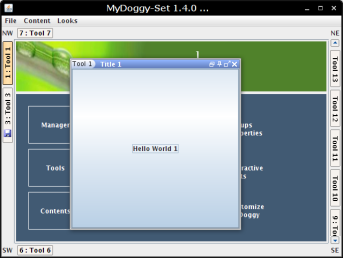 MyDoggy-Set 1.4.0 ...
File Content Looks
NW 7 : Tool 7 NE
1 : Tool 1
3 : Tool 3
Tool 1 Title 1
Hello World 1
Manager
Tools
Contents
ups
perties
ractive
ts
tomize
Doggy
Tool 13
Tool 12
Tool 11
Tool 10
SW 6 : Tool 6 SE